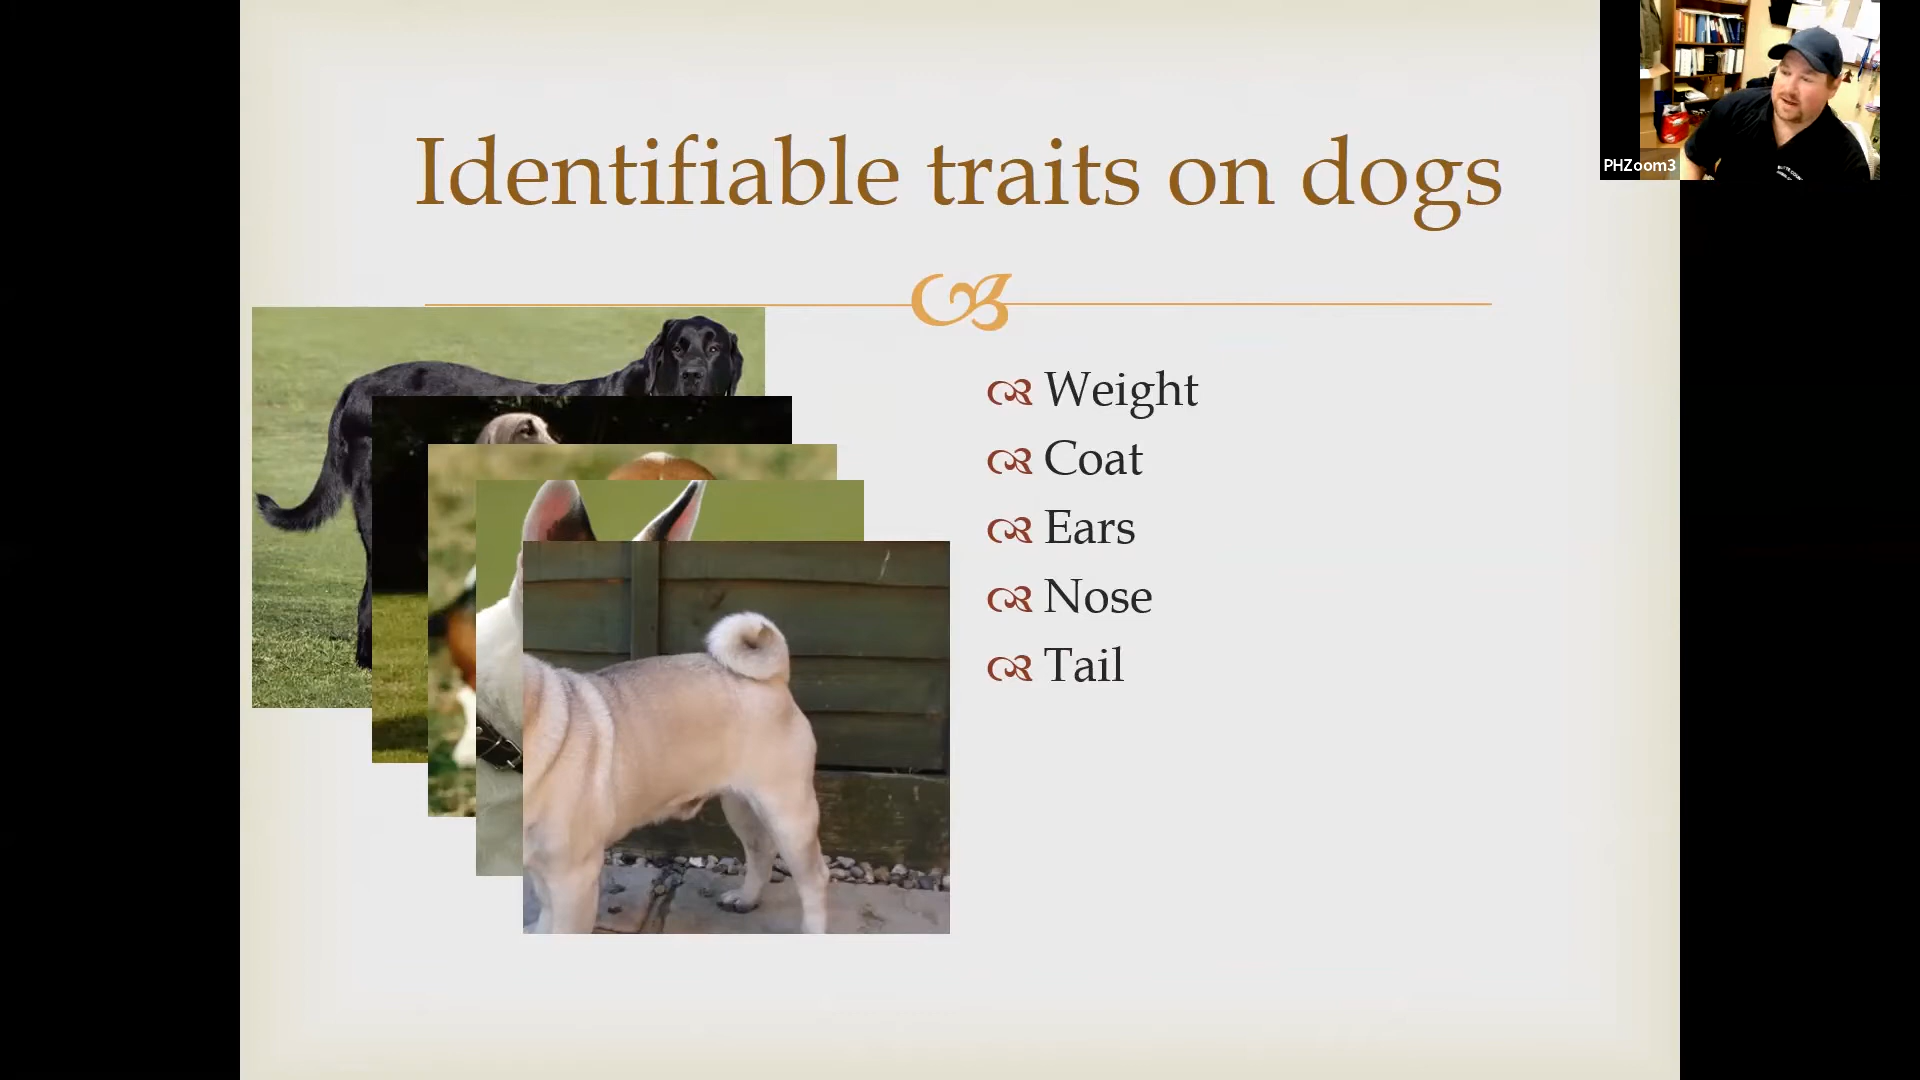 Identifiable traits on dogs
Weight
Coat
Ears
Nose
Tail
PHZoom3